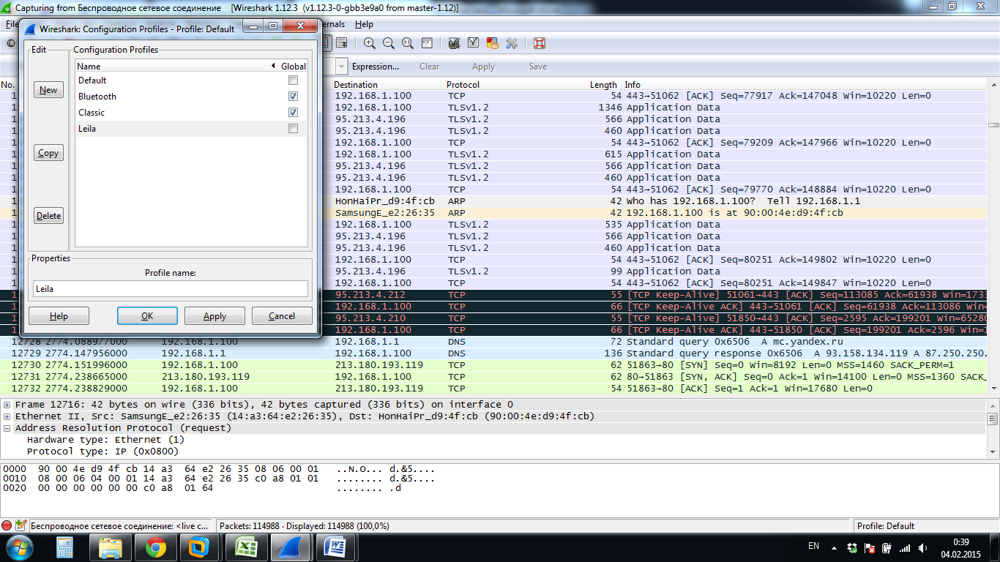 Capturing from Беспроводное сетевое соединение [Wireshark 1.12.3 (v1.12.3-0-gbb3e9a0 from master-1.12)]
Help
Wireshark: Configuration Profiles - Profile: Default
Edit
New
Copy
Delete
Configuration Profiles
Name Global
Default
Bluetooth
Classic
Leila
Properties
Profile name:
Leila
Help OK Apply Cancel
Expression... Clear Apply Save
No. Destination Protocol Length Info
1 192.168.1.100 TCP 54 443→51062 [ACK] Seq=77917 Ack=147048 Win=10220 Len=0
1 192.168.1.100 TLSv1.2 1346 Application Data
1 95.213.4.196 TLSv1.2 566 Application Data
1 95.213.4.196 TLSv1.2 460 Application Data
1 192.168.1.100 TCP 54 443→51062 [ACK] Seq=79209 Ack=147966 Win=10220 Len=0
1 192.168.1.100 TLSv1.2 615 Application Data
1 95.213.4.196 TLSv1.2 566 Application Data
1 95.213.4.196 TLSv1.2 460 Application Data
1 192.168.1.100 TCP 54 443→51062 [ACK] Seq=79770 Ack=148884 Win=10220 Len=0
1 HonHaiPr_d9:4f:cb ARP 42 Who has 192.168.1.100? Tell 192.168.1.1
1 SamsungE_e2:26:35 ARP 42 192.168.1.100 is at 90:00:4e:d9:4f:cb
1 192.168.1.100 TLSv1.2 535 Application Data
1 95.213.4.196 TLSv1.2 566 Application Data
1 95.213.4.196 TLSv1.2 460 Application Data
1 192.168.1.100 TCP 54 443→51062 [ACK] Seq=80251 Ack=149802 Win=10220 Len=0
1 95.213.4.196 TLSv1.2 99 Application Data
1 192.168.1.100 TCP 54 443→51062 [ACK] Seq=80251 Ack=149847 Win=10220 Len=0
1 95.213.4.212 TCP 55 [TCP Keep-Alive] 51061→443 [ACK] Seq=113085 Ack=61938 Win=1733
1 192.168.1.100 TCP 66 [TCP Keep-Alive ACK] 443→51061 [ACK] Seq=61938 Ack=113086 Win=
1 95.213.4.210 TCP 55 [TCP Keep-Alive] 51850→443 [ACK] Seq=2595 Ack=199201 Win=65280
1 192.168.1.100 TCP 66 [TCP Keep-Alive ACK] 443→51850 [ACK] Seq=199201 Ack=2596 Win=1
12728 2774.088977000 192.168.1.100 192.168.1.1 DNS 72 Standard query 0x6506 A mc.yandex.ru
12729 2774.147956000 192.168.1.1 192.168.1.100 DNS 136 Standard query response 0x6506 A 93.158.134.119 A 87.250.250.
12730 2774.151996000 192.168.1.100 213.180.193.119 TCP 62 51863→80 [SYN] Seq=0 Win=8192 Len=0 MSS=1460 SACK_PERM=1
12731 2774.238665000 213.180.193.119 192.168.1.100 TCP 62 80→51863 [SYN, ACK] Seq=0 Ack=1 Win=14100 Len=0 MSS=1360 SACK_
12732 2774.238829000 192.168.1.100 213.180.193.119 TCP 54 51863→80 [ACK] Seq=1 Ack=1 Win=17680 Len=0
Frame 12716: 42 bytes on wire (336 bits), 42 bytes captured (336 bits) on interface 0
Ethernet II, Src: SamsungE_e2:26:35 (14:a3:64:e2:26:35), Dst: HonHaiPr_d9:4f:cb (90:00:4e:d9:4f:cb)
Address Resolution Protocol (request)
Hardware type: Ethernet (1)
Protocol type: IP (0x0800)
0000 90 00 4e d9 4f cb 14 a3 64 e2 26 35 08 06 00 01 ..N.O... d.&5....
0010 08 00 06 04 00 01 14 a3 64 e2 26 35 c0 a8 01 01 ........ d.&5....
0020 00 00 00 00 00 00 c0 a8 01 64 ........ .d
Беспроводное сетевое соединение: <live c... Packets: 114988 · Displayed: 114988 (100,0%) Profile: Default
EN 0:39
04.02.2015